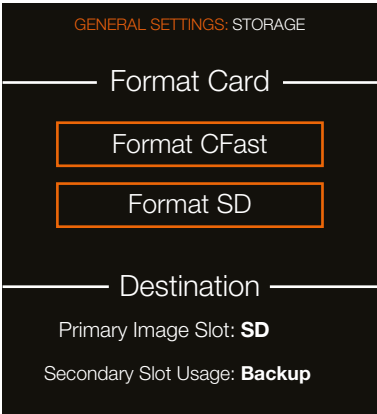 GENERAL SETTINGS: STORAGE
Format Card
Format CFast
Format SD
Destination
Primary Image Slot: SD
Secondary Slot Usage: Backup